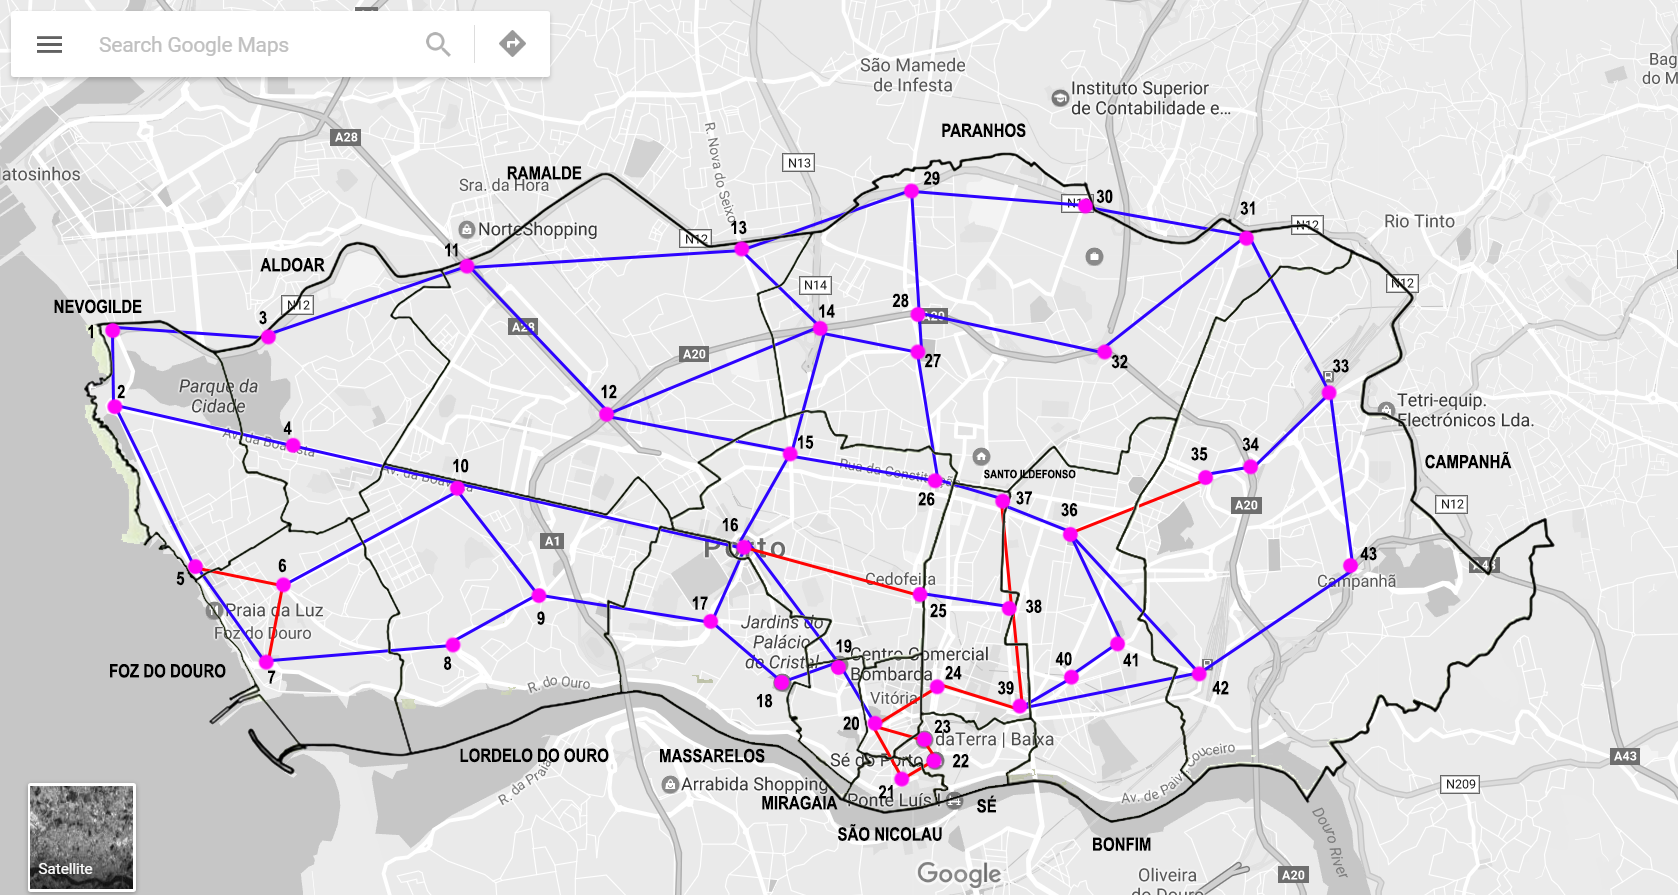 Search Google Maps
São Mamede
de Infesta
Instituto Superior
de Contabilidade e...
Bag
do M
A28
PARANHOS
N13
RAMALDE
R. Nova do Seixo
atosinhos
Sra. da Hora
29
30
N12
31
N12
Rio Tinto
NorteShopping
11
N12
13
ALDOAR
N12
N14
NEVOGILDE
N12
1
3
28
14
A28
A20
A20
27
32
33
Parque da
Cidade
2
12
Tetri-equip.
Electrónicos Lda.
4
Av. da Boavista
15
10
Av. da Boavista
Rua da Constituição
26
SANTO ILDEFONSO
37
35
34
CAMPANHÃ
A20
N12
36
16
Porto
A1
43
A43
Campanhã
5
6
Cedofeita
25
38
Praia da Luz
Foz do Douro
9
17
Jardins do
Palácio
de Cristal
19
Centro Comercial
Bombarda
24
40
41
8
7
FOZ DO DOURO
R. do Ouro
18
Vitória
39
42
20
23
daTerra | Baixa
22
Sé do Porto
LORDELO DO OURO
MASSARELOS
R. da Praia
Arrabida Shopping
21
MIRAGAIA
Ponte Luís I
SÉ
Av. de Paiva Couceiro
A43
N209
SÃO NICOLAU
BONFIM
Douro River
Satellite
Google
Oliveira
do Douro
A20